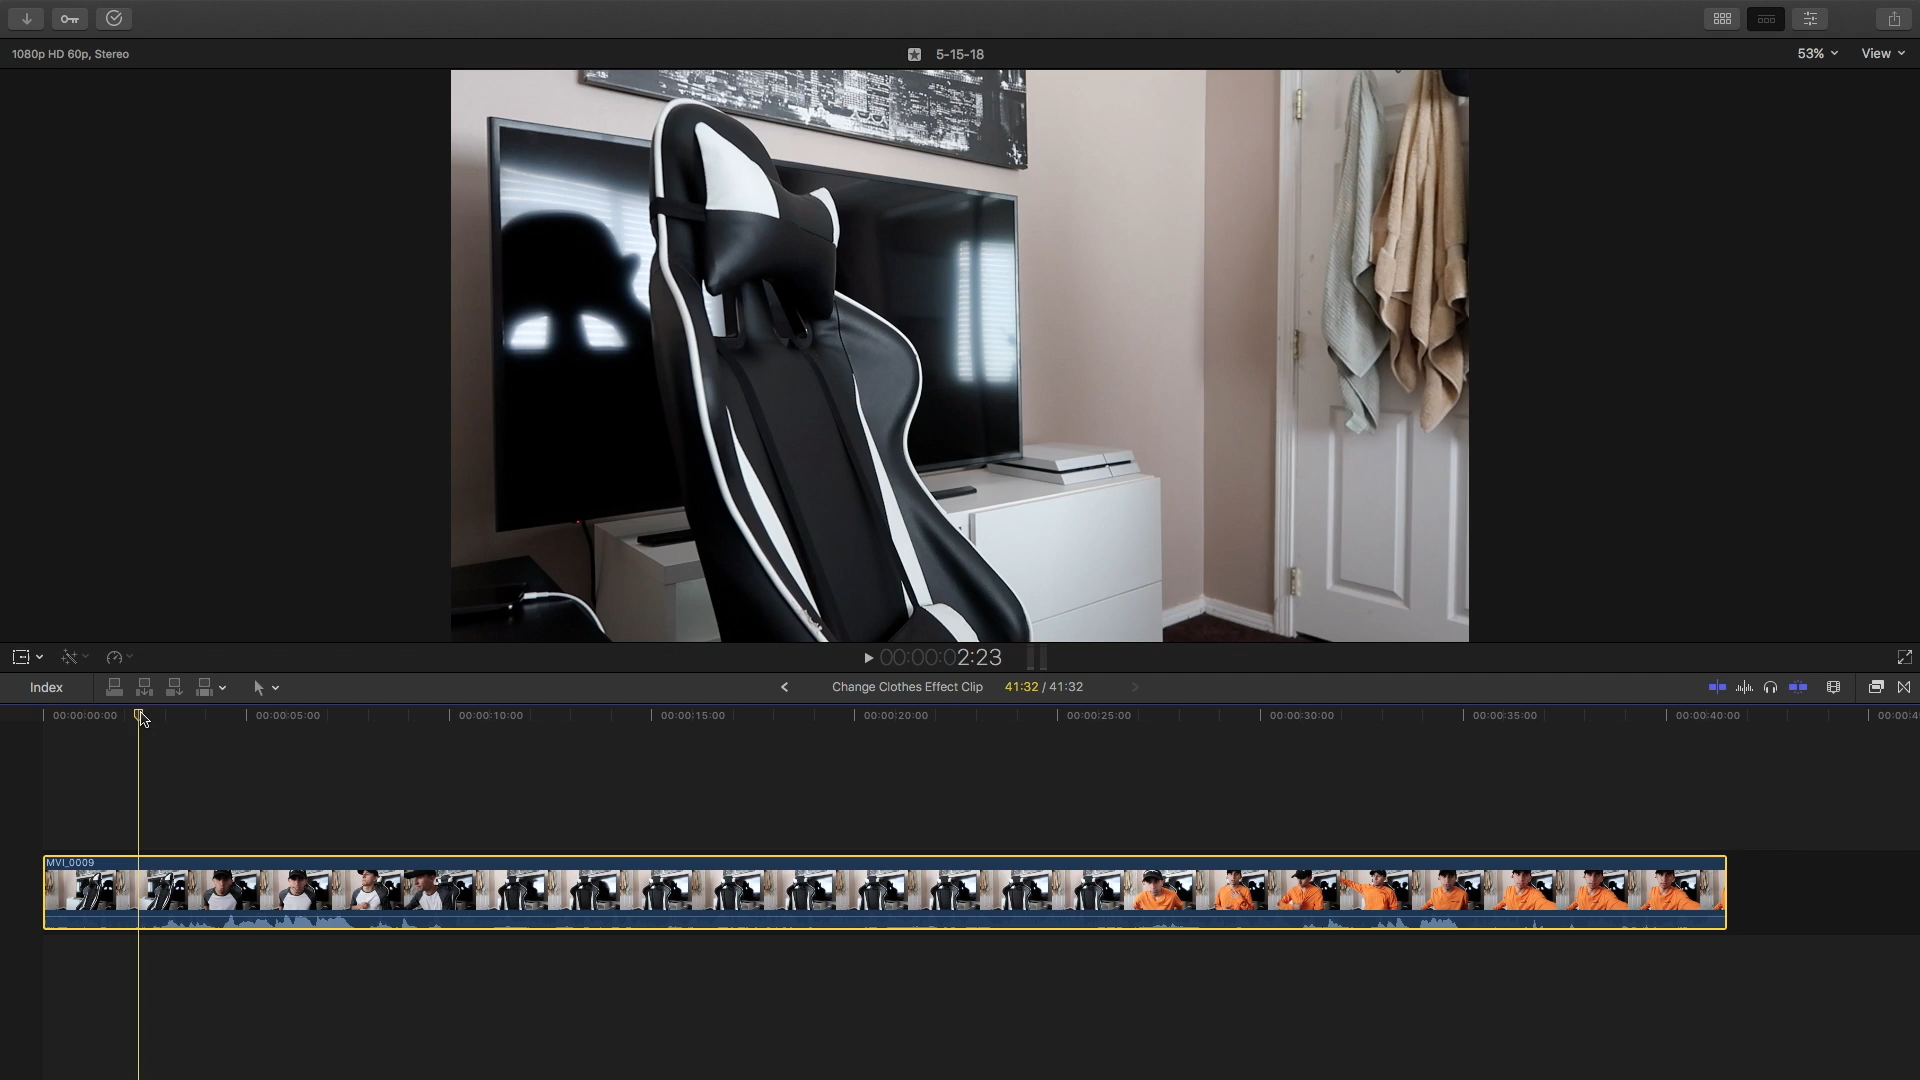 1080p HD 60p, Stereo
5-15-18
53%
View
00:00:02:23
Index
Change Clothes Effect Clip
41:32 / 41:32
00:00:00:00
00:00:05:00
00:00:10:00
00:00:15:00
00:00:20:00
00:00:25:00
00:00:30:00
00:00:35:00
00:00:40:00
00:00:4
MVI_0009